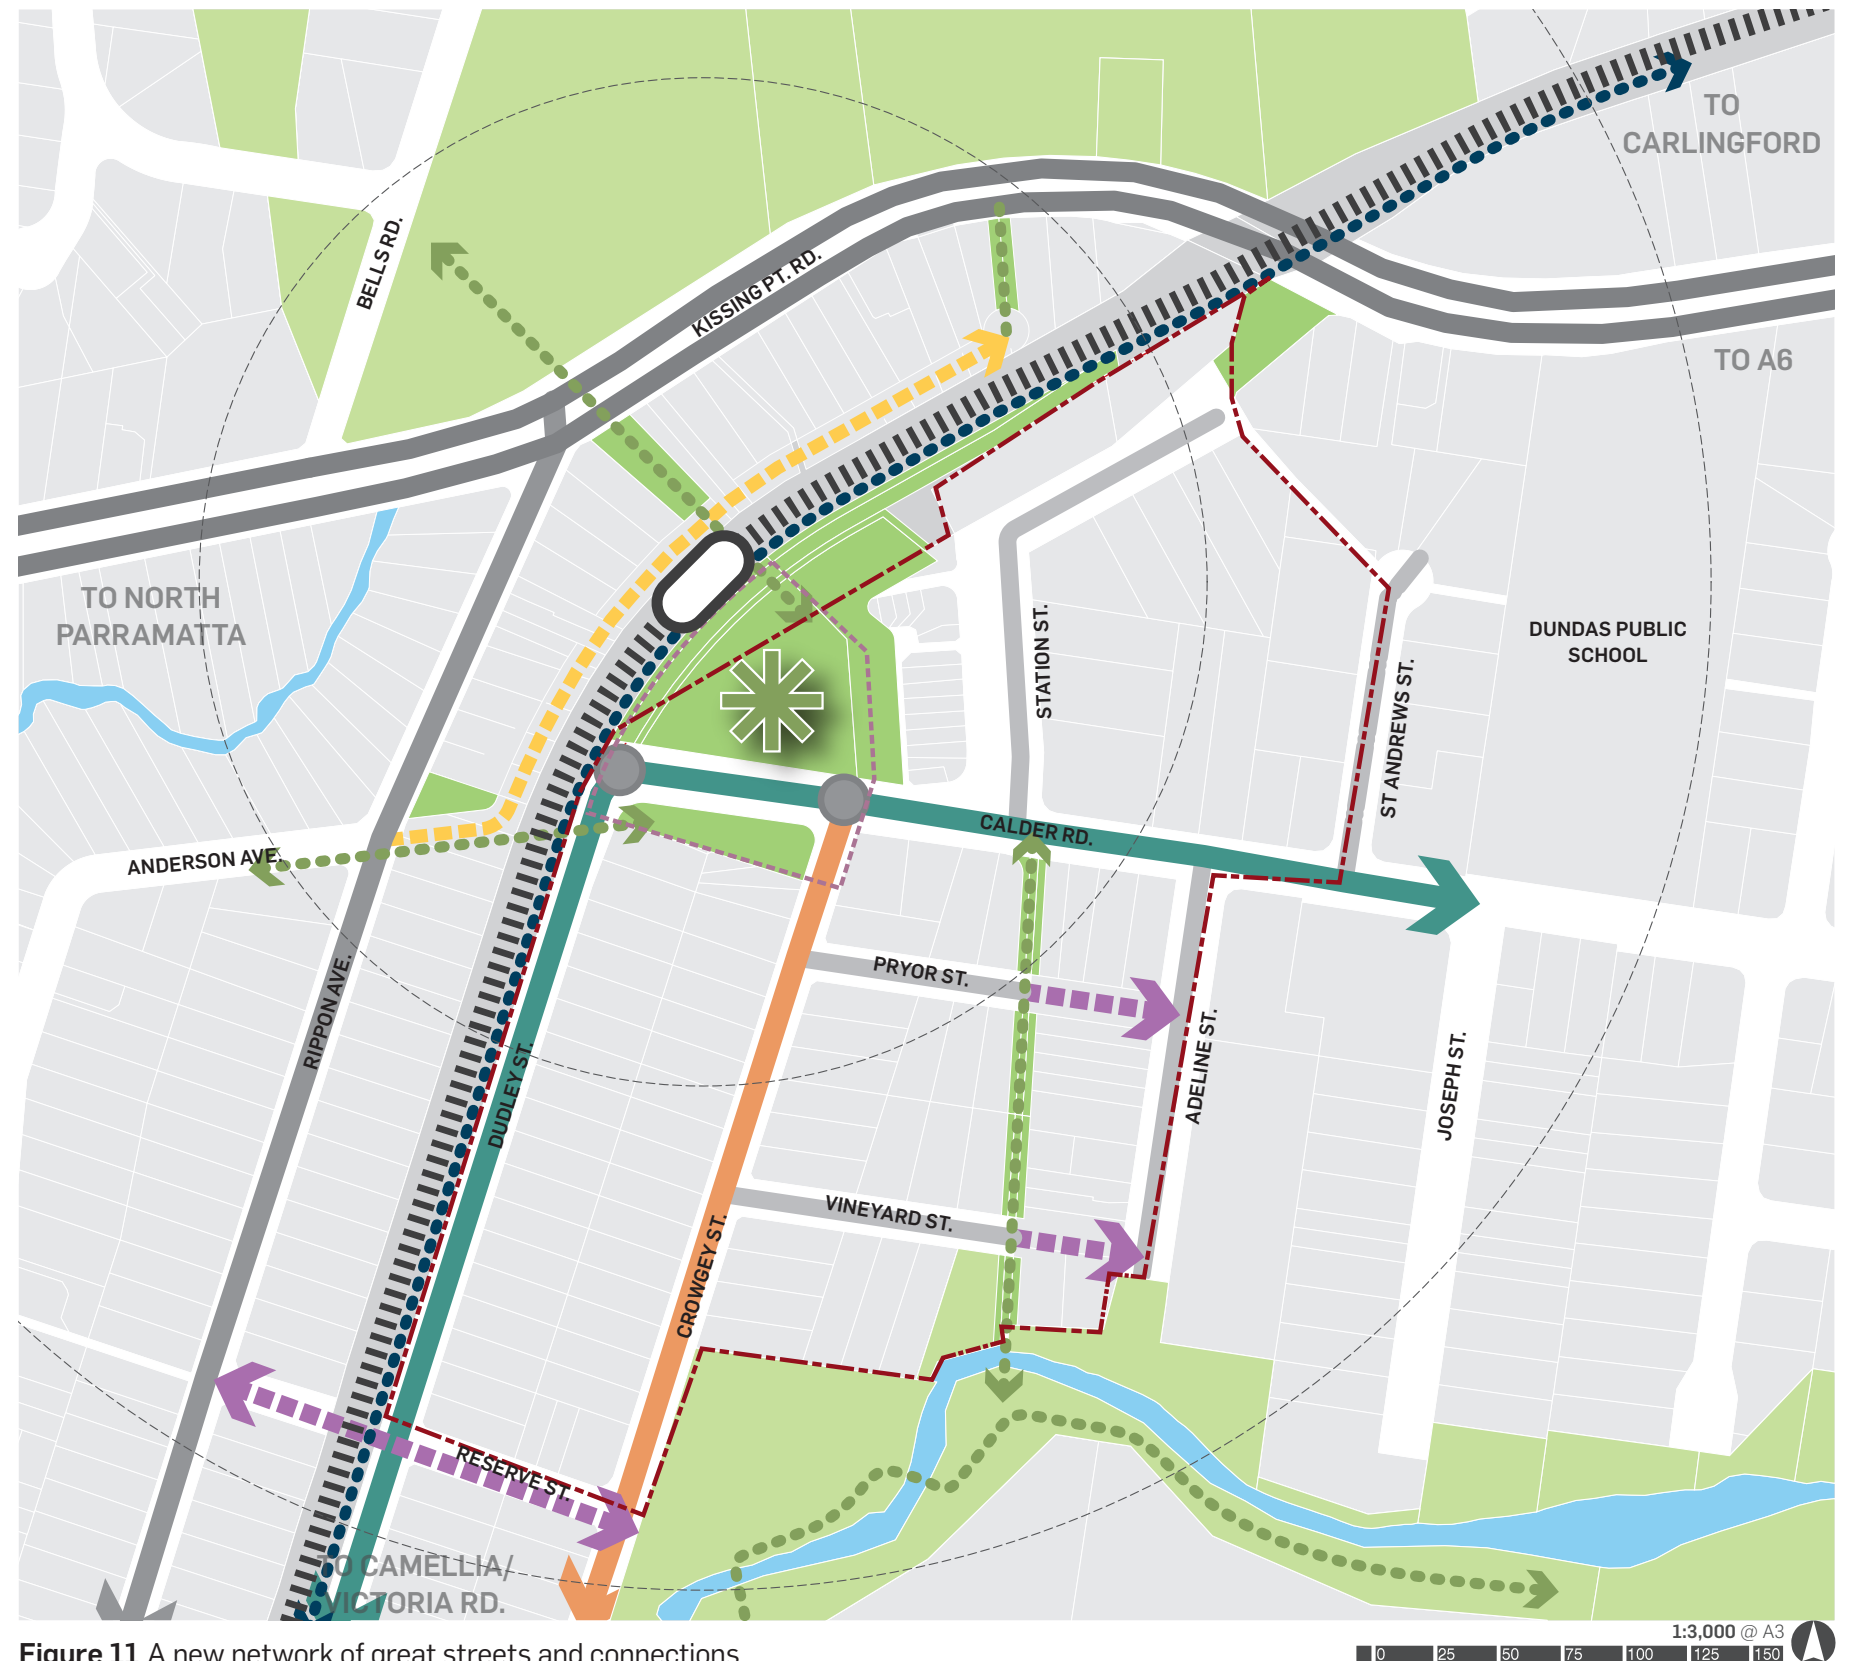 TO
CARLINGFORD
BELLS RD.
KISSING PT. RD.
TO A6
TO NORTH
PARRAMATTA
DUNDAS PUBLIC
SCHOOL
STATION ST.
ST ANDREWS ST.
CALDER RD.
ANDERSON AVE.
PRYOR ST.
RIPPON AVE.
DUDLEY ST.
ADELINE ST.
JOSEPH ST.
VINEYARD ST.
CROWGEY ST.
RESERVE ST.
TO CAMELLIA/
VICTORIA RD.
1:3,000 @ A3
0 25 50 75 100 125 150
Figure 11 A new network of great streets and connections